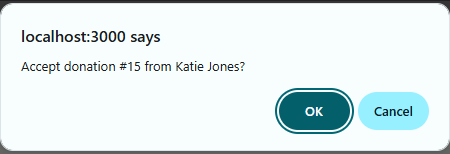 localhost:3000 says
Accept donation #15 from Katie Jones?
OK
Cancel